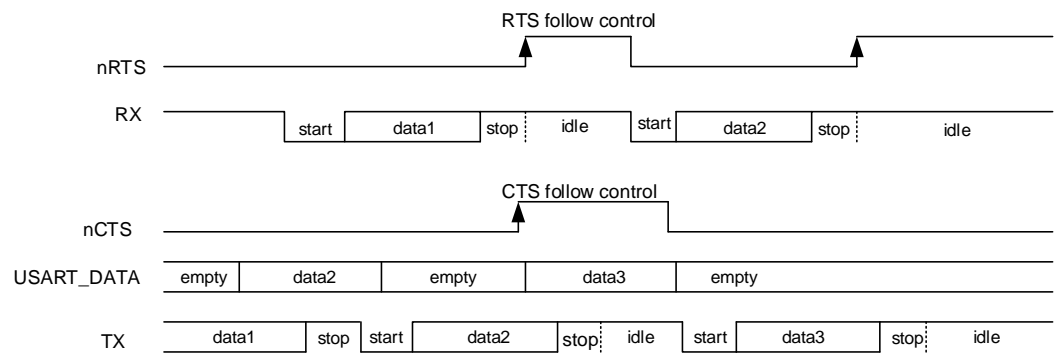 RTS follow control
nRTS
RX
start data1 stop idle start data2 stop idle
CTS follow control
nCTS
USART_DATA empty data2 empty data3 empty
TX data1 stop start data2 stop idle start data3 stop idle